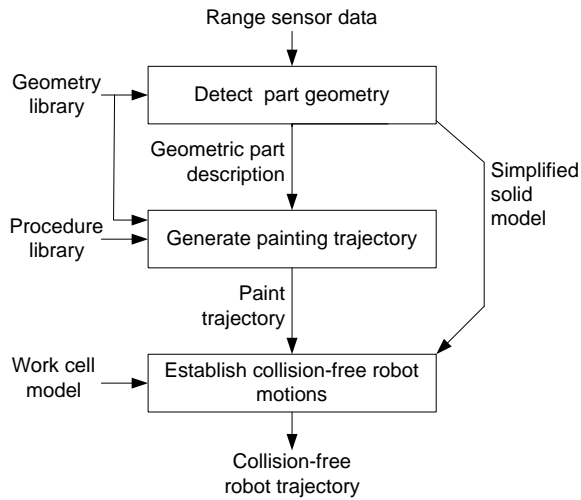 Range sensor data
Geometry
library
Detect part geometry
Geometric part
description
Simplified
solid
model
Procedure
library
Generate painting trajectory
Paint
trajectory
Work cell
model
Establish collision-free robot
motions
Collision-free
robot trajectory